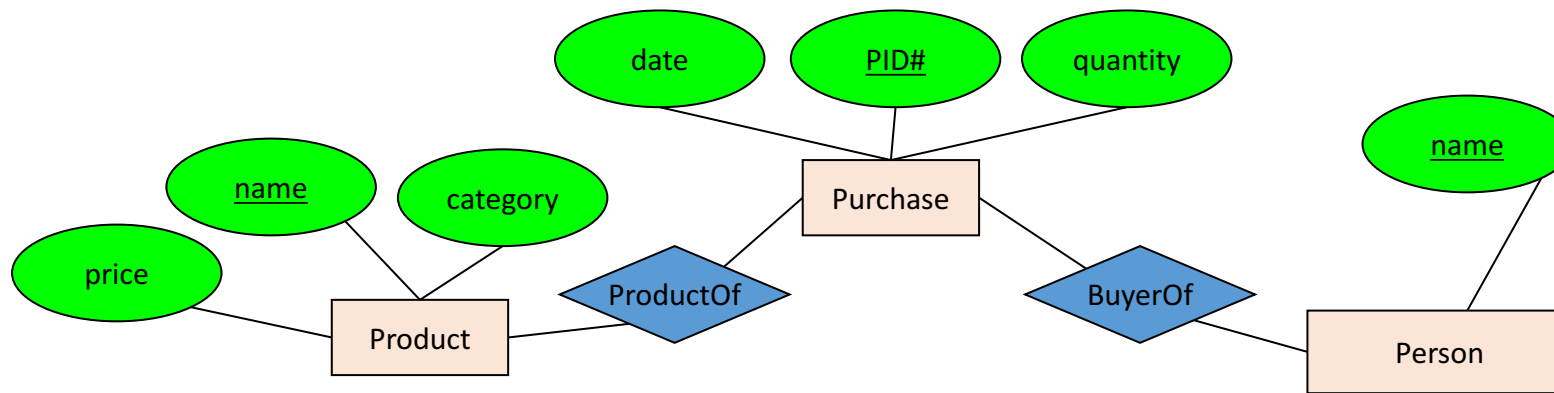 date
PID#
quantity
name
name
category
Purchase
price
ProductOf
BuyerOf
Product
Person